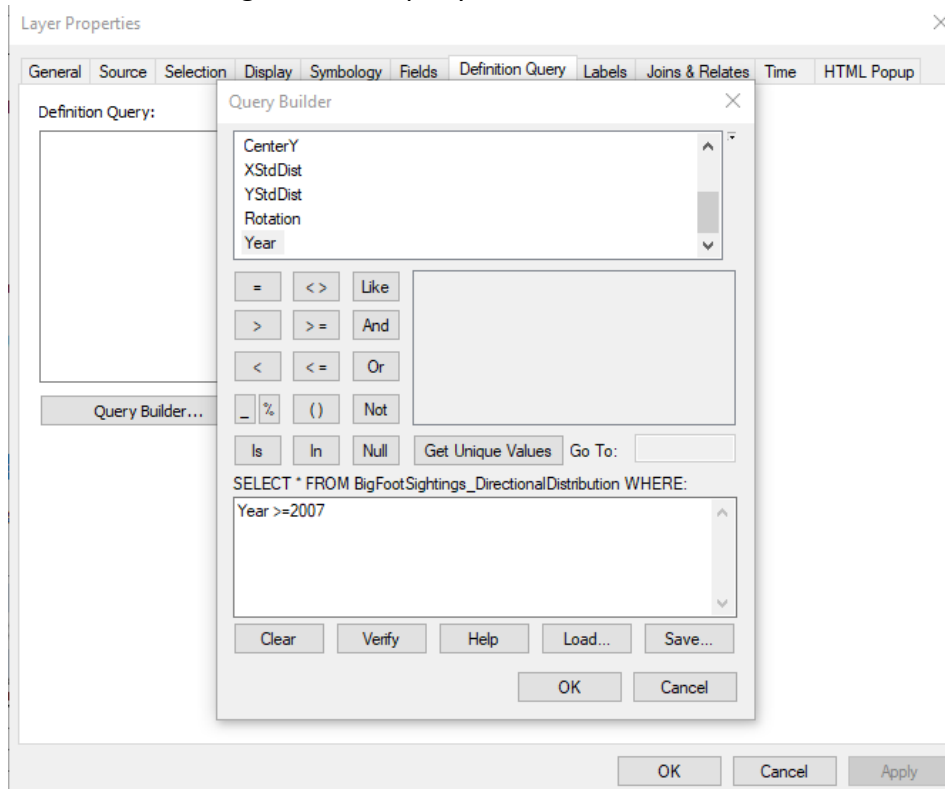 Layer Properties
General Source Selection Display Symbology Fields Definition Query Labels Joins & Relates Time HTML Popup
Definition Query:
Query Builder...
Query Builder
CenterY
XStdDist
YStdDist
Rotation
Year
= < > Like
> > = And
< < = Or
_ % ( ) Not
Is In Null Get Unique Values Go To:
SELECT * FROM BigFootSightings_DirectionalDistribution WHERE:
Year >=2007
Clear Verify Help Load... Save...
OK Cancel
OK Cancel Apply